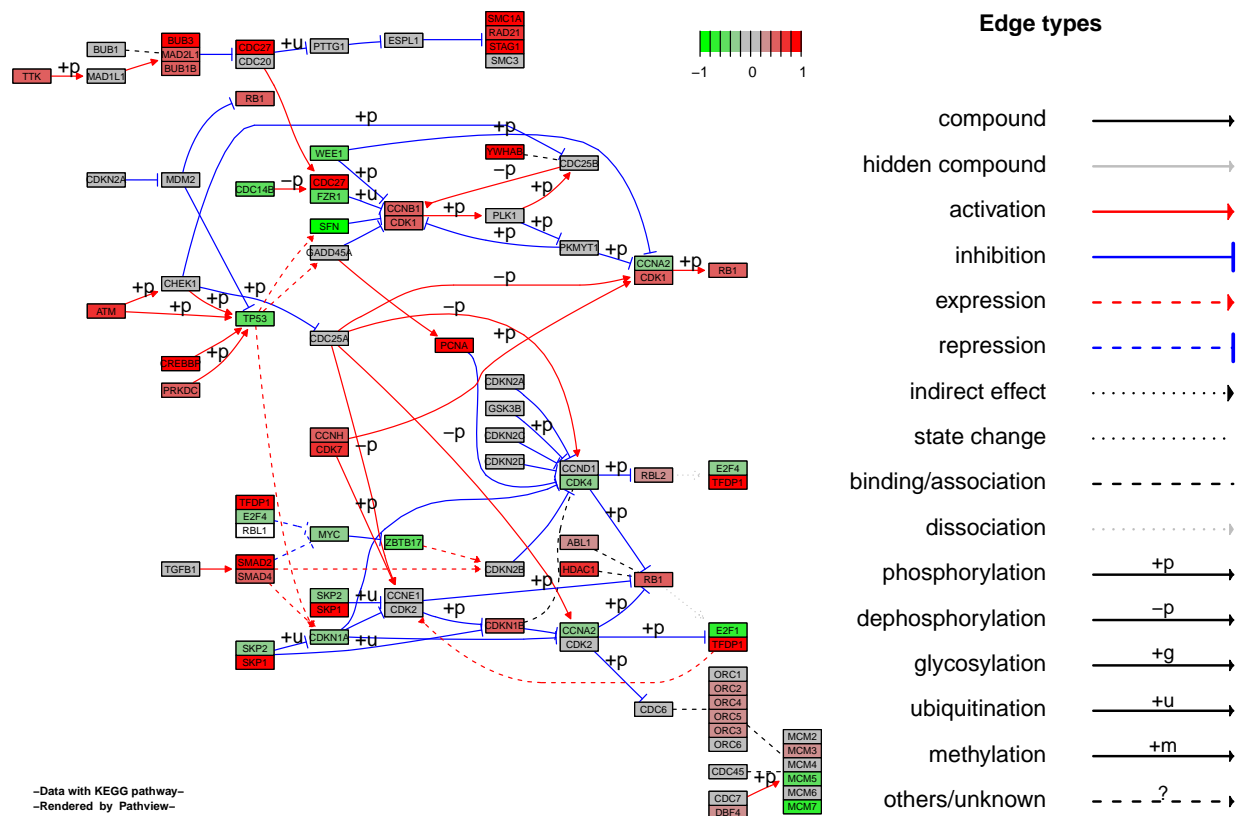 SMC1A
RAD21
STAG1
SMC3
BUB1
BUB3
MAD2L1
BUB1B
CDC27
CDC20
+u
PTTG1
ESPL1
TTK
+p
MAD1L1
RB1
−1
0
1
Edge types
compound
hidden compound
activation
inhibition
expression
repression
indirect effect
state change
binding/association
dissociation
phosphorylation
+p
dephosphorylation
−p
glycosylation
+g
ubiquitination
+u
methylation
+m
others/unknown
?
+p
+p
WEE1
YWHAB
CDC25B
CDKN2A
MDM2
CDC14B
−p
CDC27
FZR1
+p
+u
−p
+p
CCNB1
CDK1
+p
PLK1
SFN
GADD45A
+p
PKMYT1
+p
CCNA2
CDK1
+p
RB1
CHEK1
+p
+p
+p
+p
ATM
TP53
−p
−p
+p
CDC25A
PCNA
CREBBP
+p
PRKDC
CDKN2A
GSK3B
CDKN2C
CDKN2D
+p
CCNH
CDK7
−p
−p
CCND1
CDK4
+p
RBL2
E2F4
TFDP1
+p
+p
TFDP1
E2F4
RBL1
MYC
ZBTB17
ABL1
HDAC1
RB1
TGFB1
SMAD2
SMAD4
CDKN2B
+p
+p
SKP2
SKP1
+u
CCNE1
CDK2
+p
CDKN1B
CDKN1A
+u
+u
SKP2
SKP1
CCNA2
CDK2
+p
E2F1
TFDP1
+p
CDC6
ORC1
ORC2
ORC4
ORC5
ORC3
ORC6
MCM2
MCM3
MCM4
MCM5
MCM6
MCM7
CDC45
+p
CDC7
DBF4
−Data with KEGG pathway−
−Rendered by Pathview−